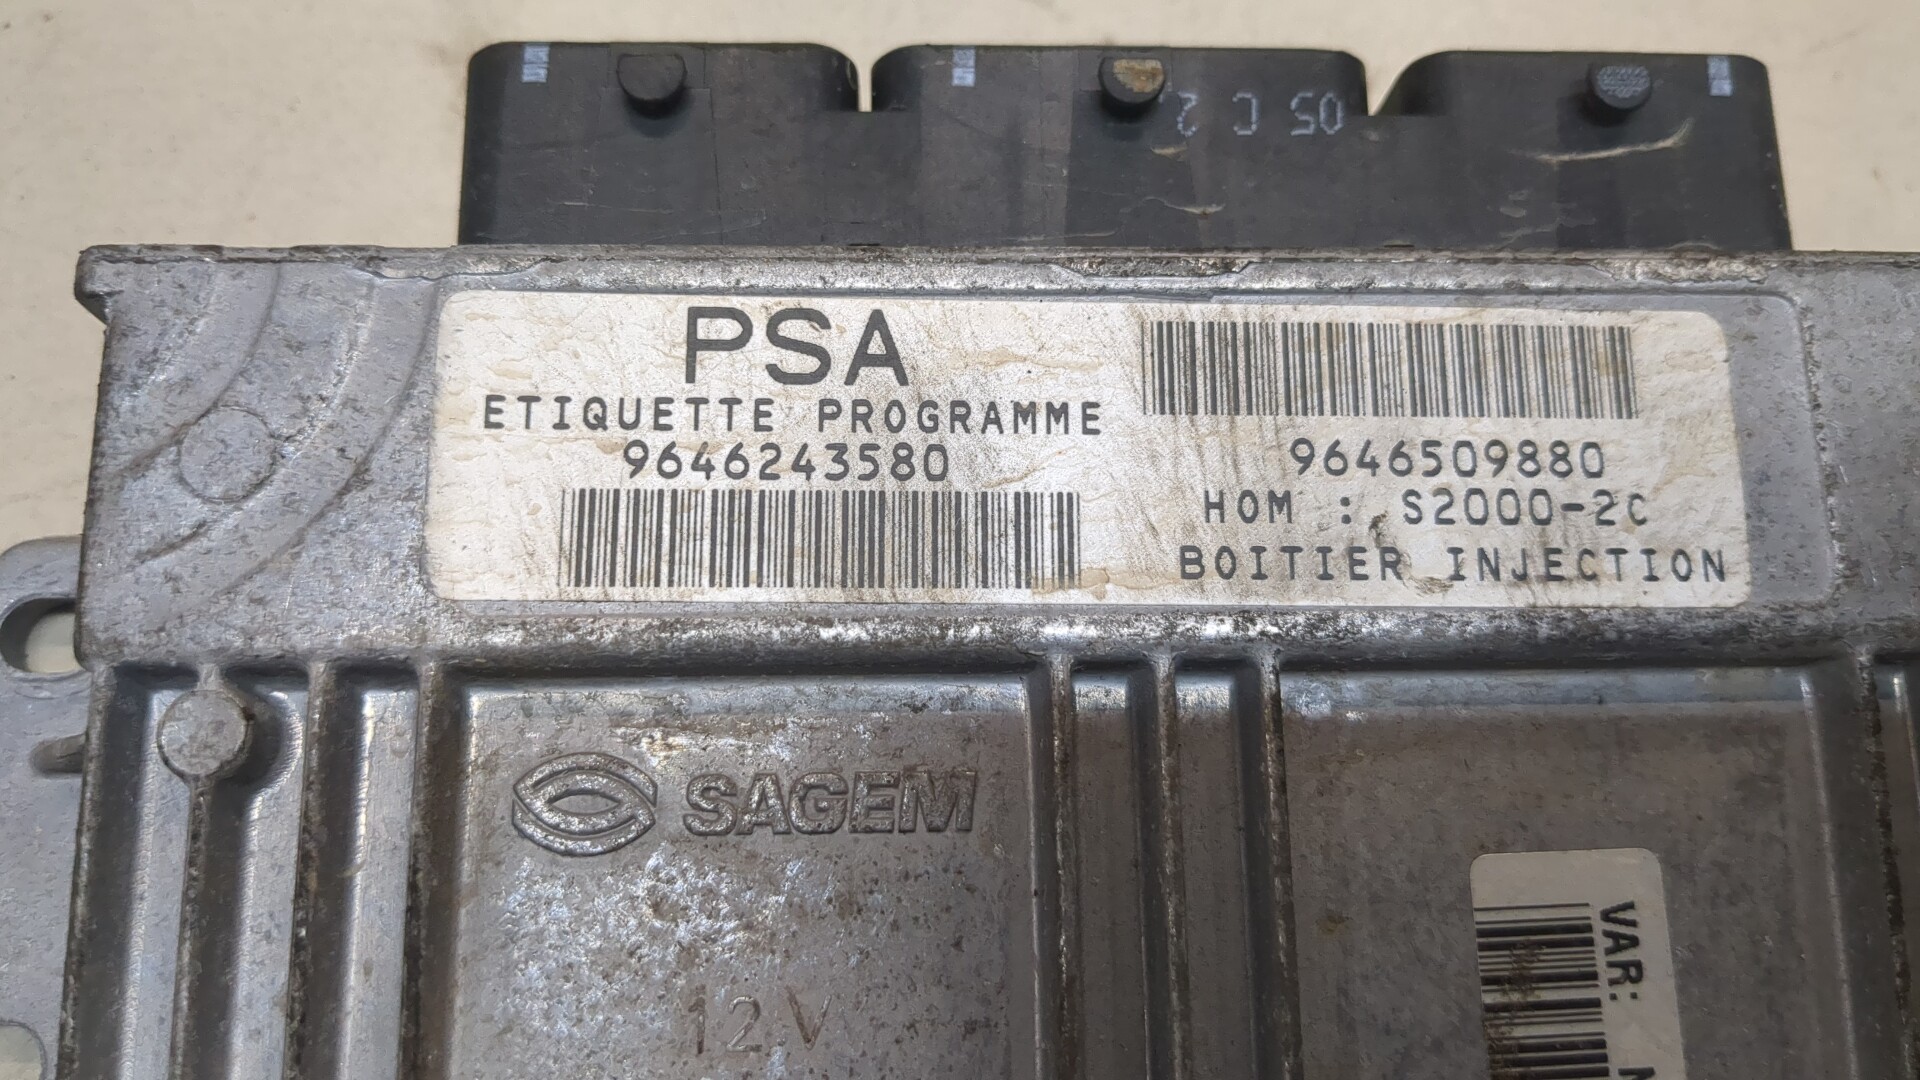 05 C 2
PSA
ETIQUETTE PROGRAMME
9646243580
9646509880
HOM : S2000-2C
BOITIER INJECTION
SAGEM
12 V
VAR: